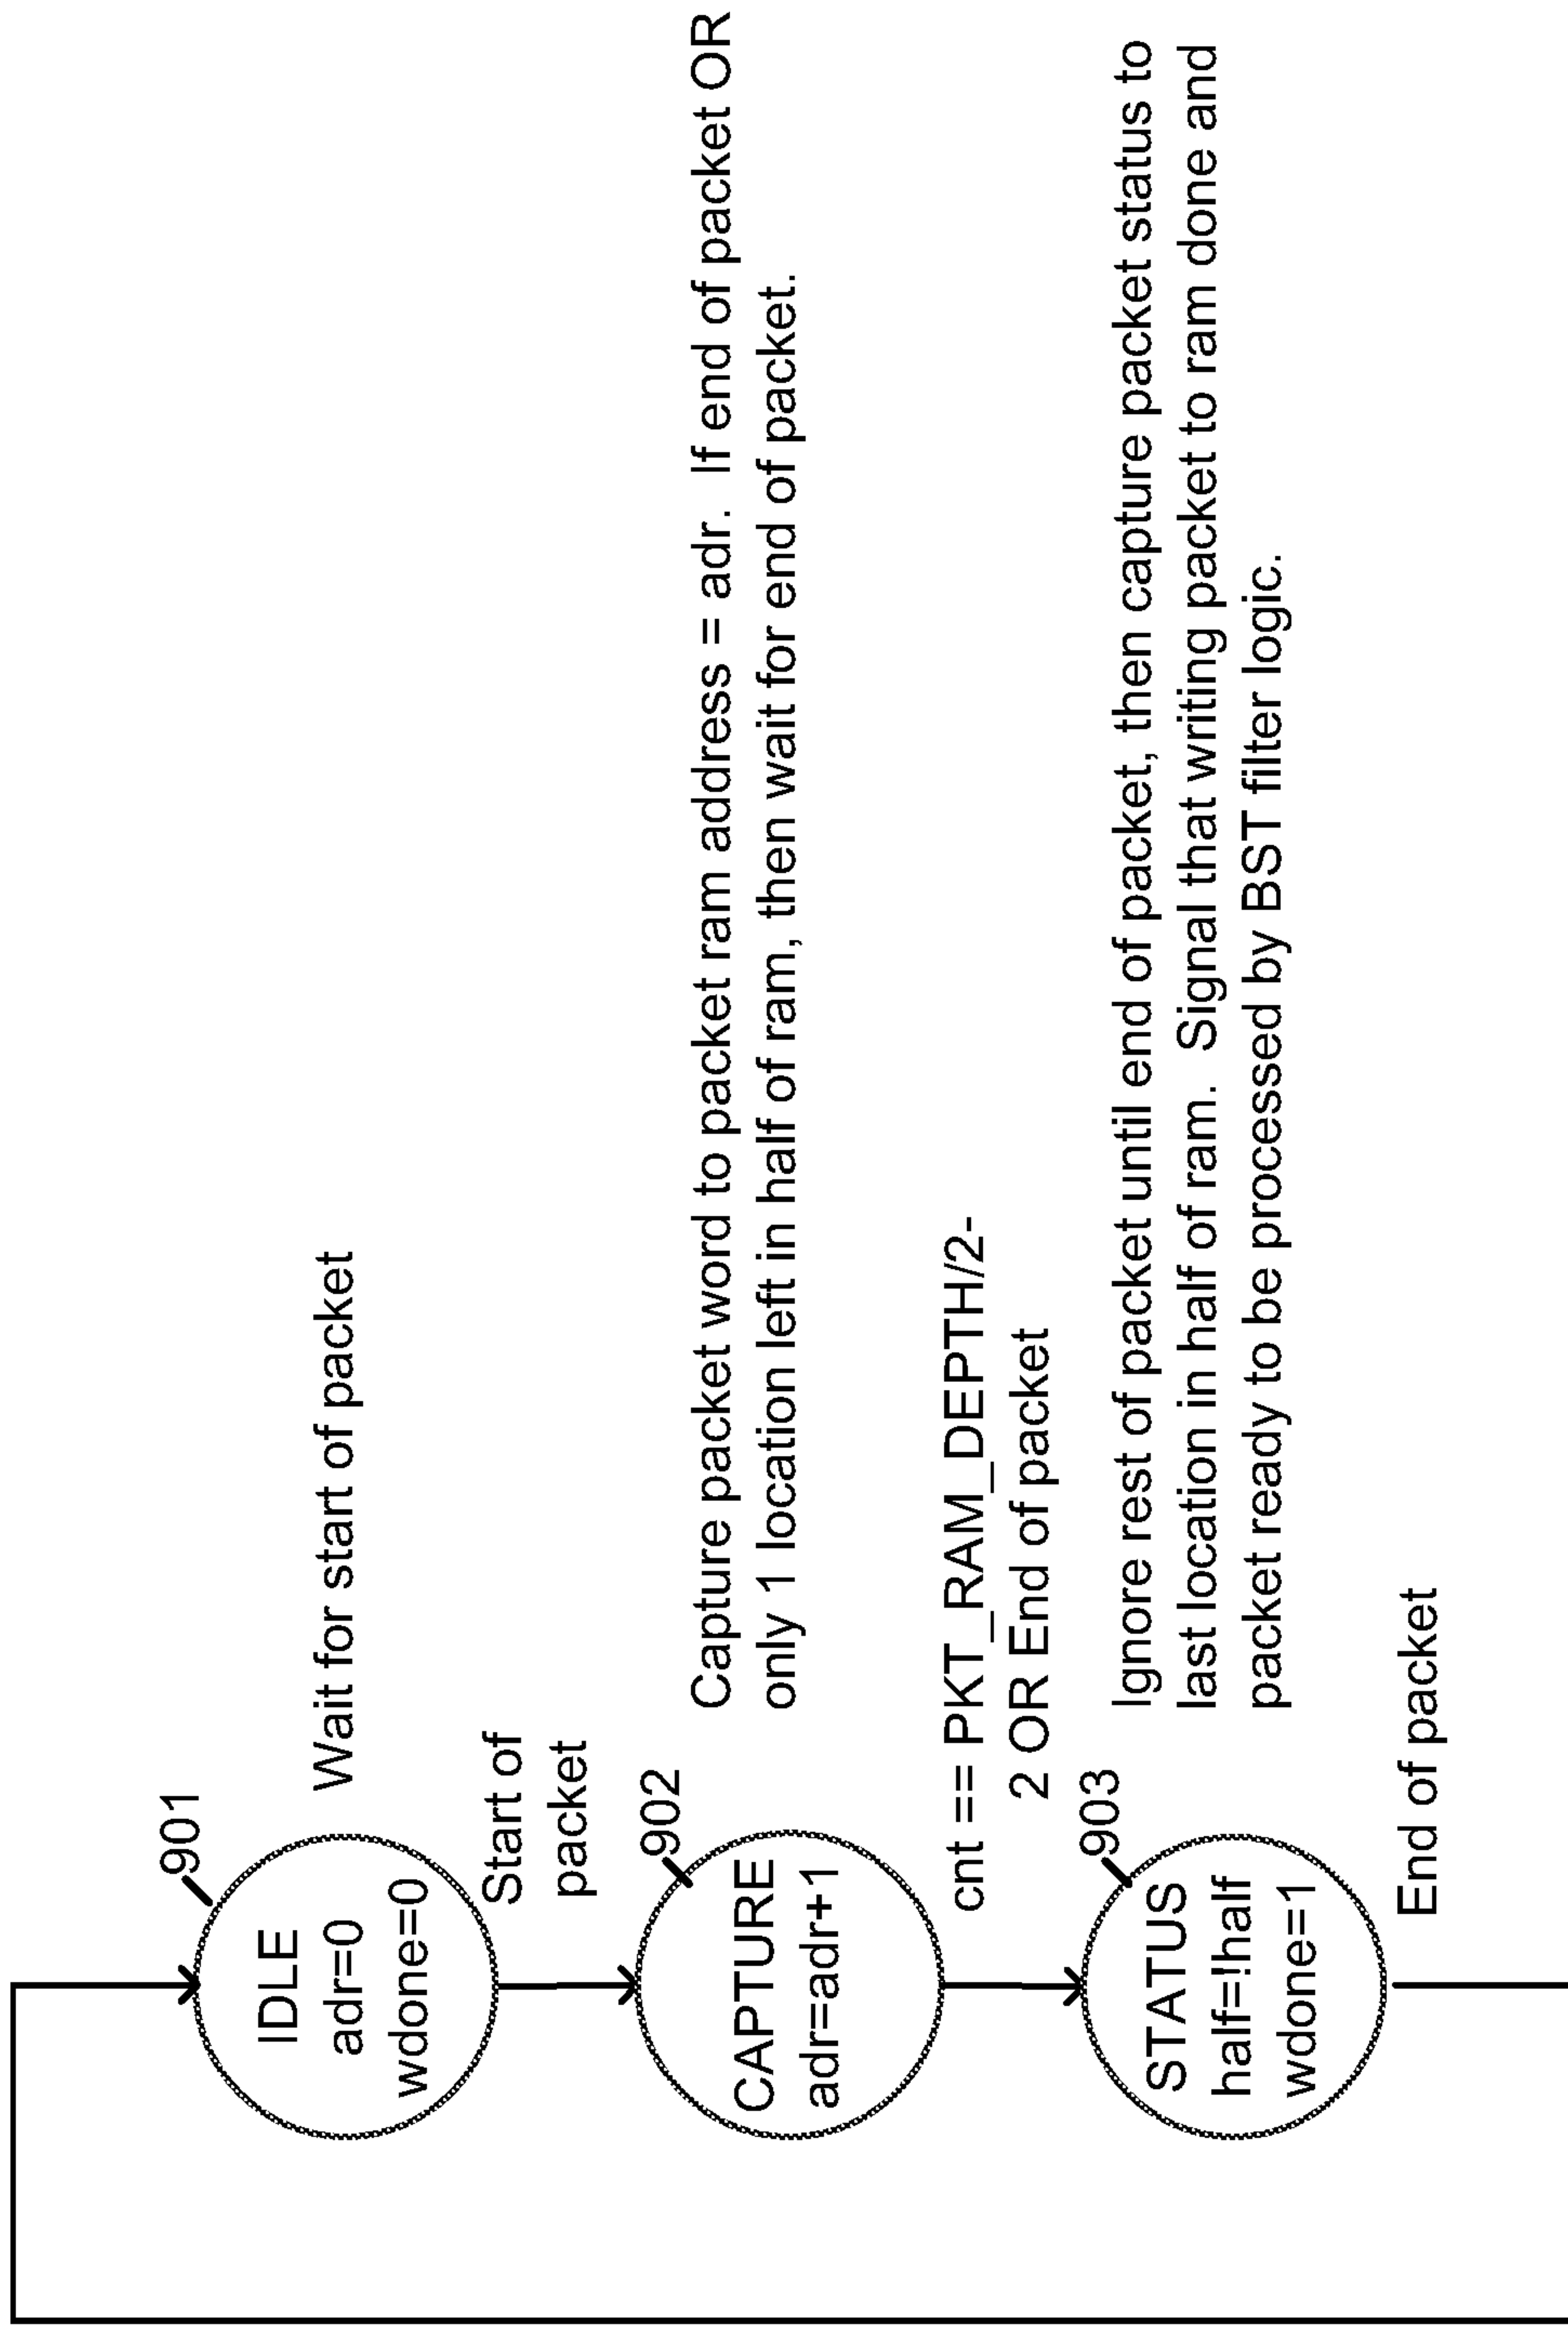 901
IDLE
adr=0
wdone=0
Wait for start of packet
Start of
packet
902
CAPTURE
adr=adr+1
Capture packet word to packet ram address = adr.  If end of packet OR
only 1 location left in half of ram, then wait for end of packet.
cnt == PKT_RAM_DEPTH/2-
2 OR End of packet
903
STATUS
half=!half
wdone=1
Ignore rest of packet until end of packet, then capture packet status to
last location in half of ram.  Signal that writing packet to ram done and
packet ready to be processed by BST filter logic.
End of packet